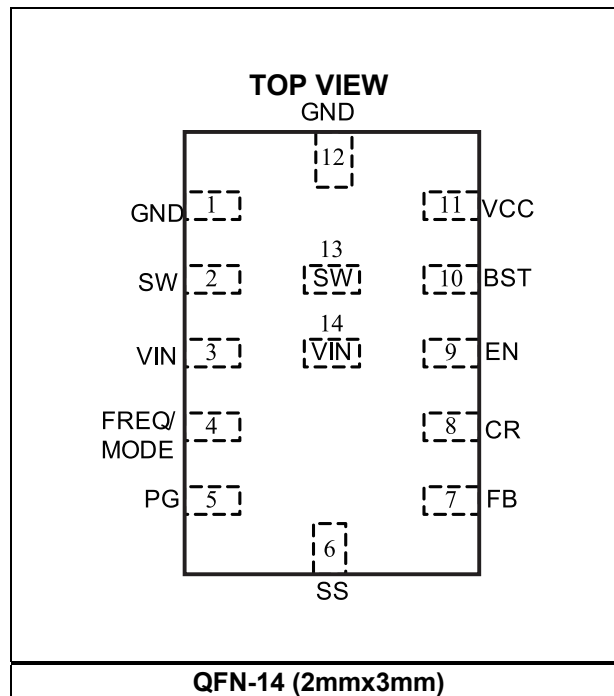 TOP VIEW
GND
12
GND 1
11 VCC
13
SW 2
SW
10 BST
14
VIN 3
VIN
9 EN
FREQ/
MODE
4
8 CR
PG 5
7 FB
6
SS
QFN-14 (2mmx3mm)